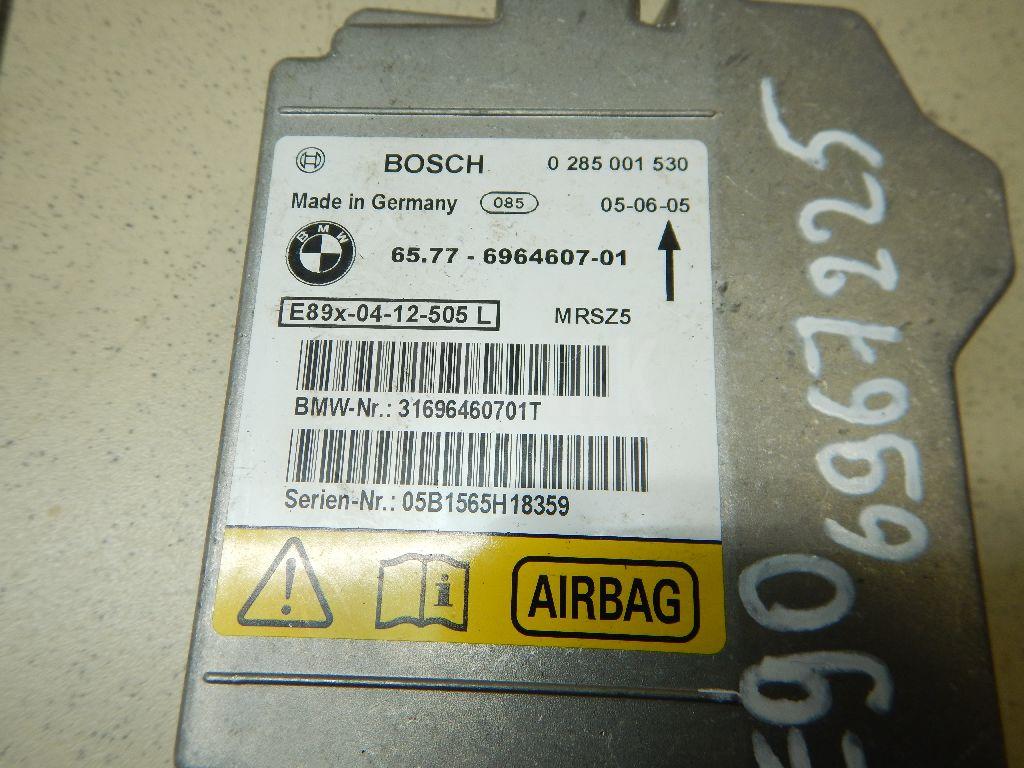 BOSCH 0 285 001 530
Made in Germany 085 05-06-05
BMW
65.77 - 6964607-01
E89x-04-12-505 L MRSZ5
BMW-Nr.: 31696460701T
Serien-Nr.: 05B1565H18359
AIRBAG
E90 6967225